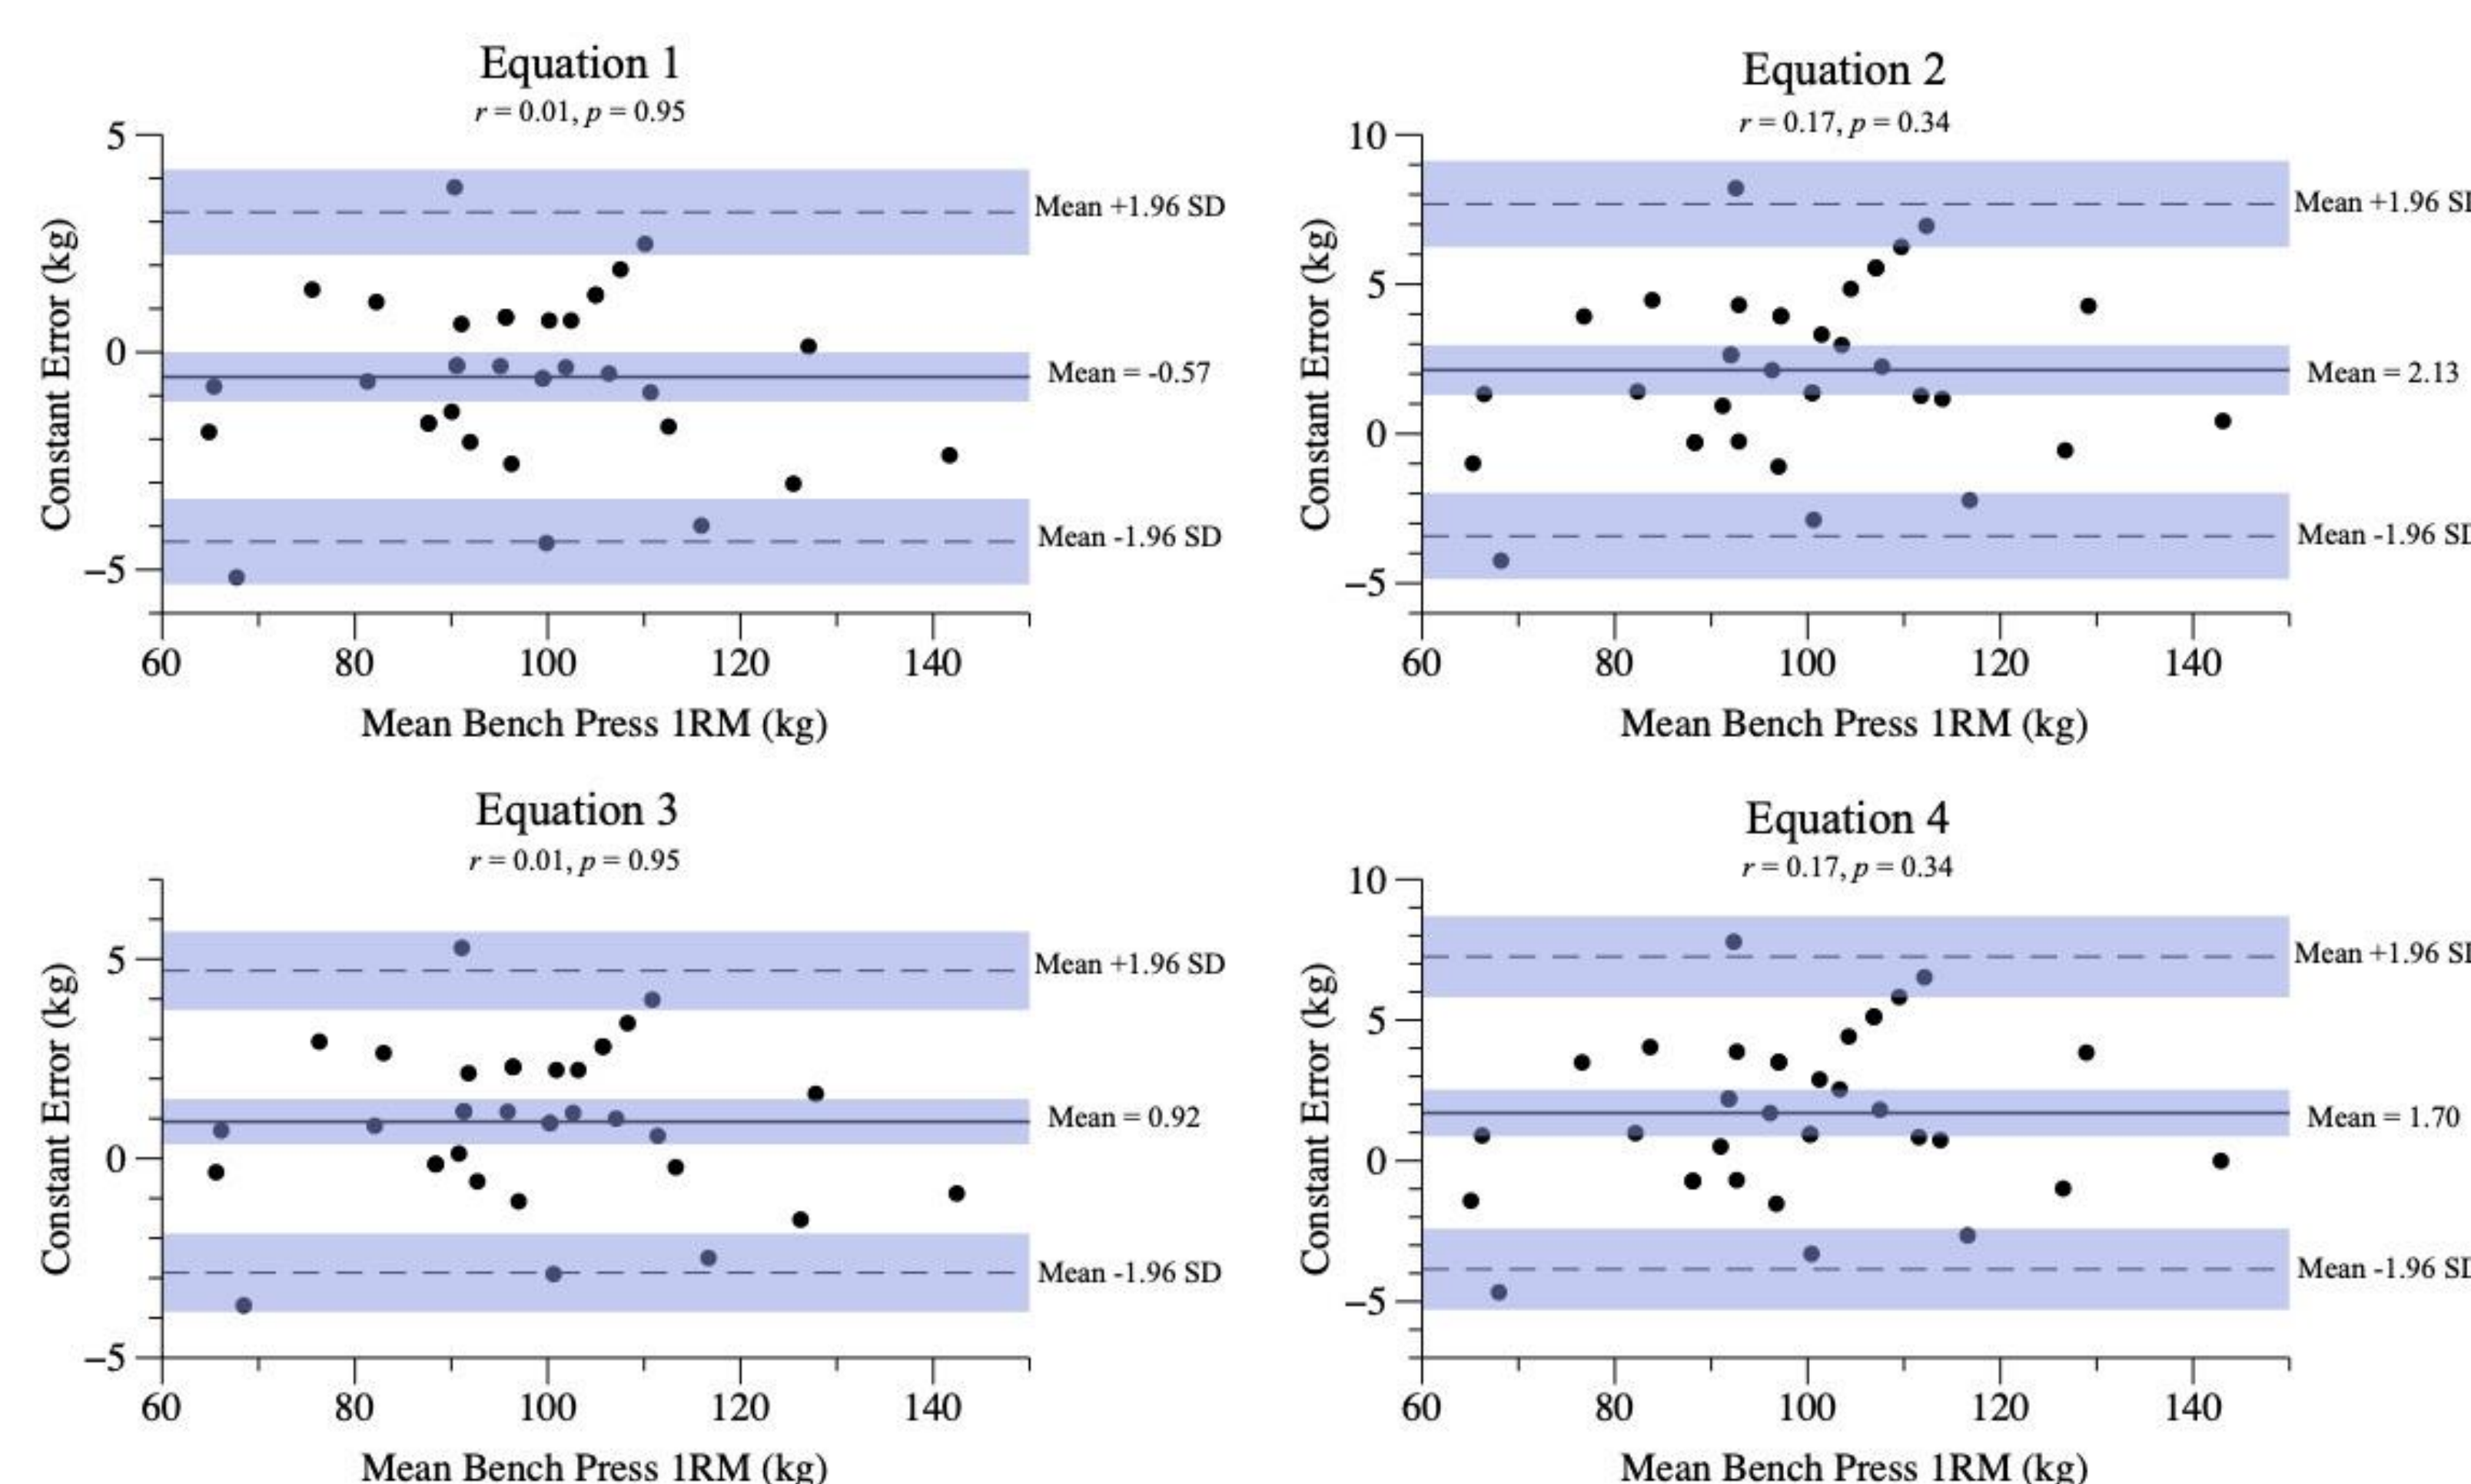 Equation 1
r = 0.01, p = 0.95
5
0
−5
Constant Error (kg)
Mean +1.96 SD
Mean = -0.57
Mean -1.96 SD
60 80 100 120 140
Mean Bench Press 1RM (kg)
Equation 2
r = 0.17, p = 0.34
10
5
0
−5
Constant Error (kg)
Mean +1.96 S
Mean = 2.13
Mean -1.96 S
60 80 100 120 140
Mean Bench Press 1RM (kg)
Equation 3
r = 0.01, p = 0.95
5
0
−5
Constant Error (kg)
Mean +1.96 SD
Mean = 0.92
Mean -1.96 SD
60 80 100 120 140
Mean Bench Press 1RM (kg)
Equation 4
r = 0.17, p = 0.34
10
5
0
−5
Constant Error (kg)
Mean +1.96 S
Mean = 1.70
Mean -1.96 S
60 80 100 120 140
Mean Bench Press 1RM (kg)